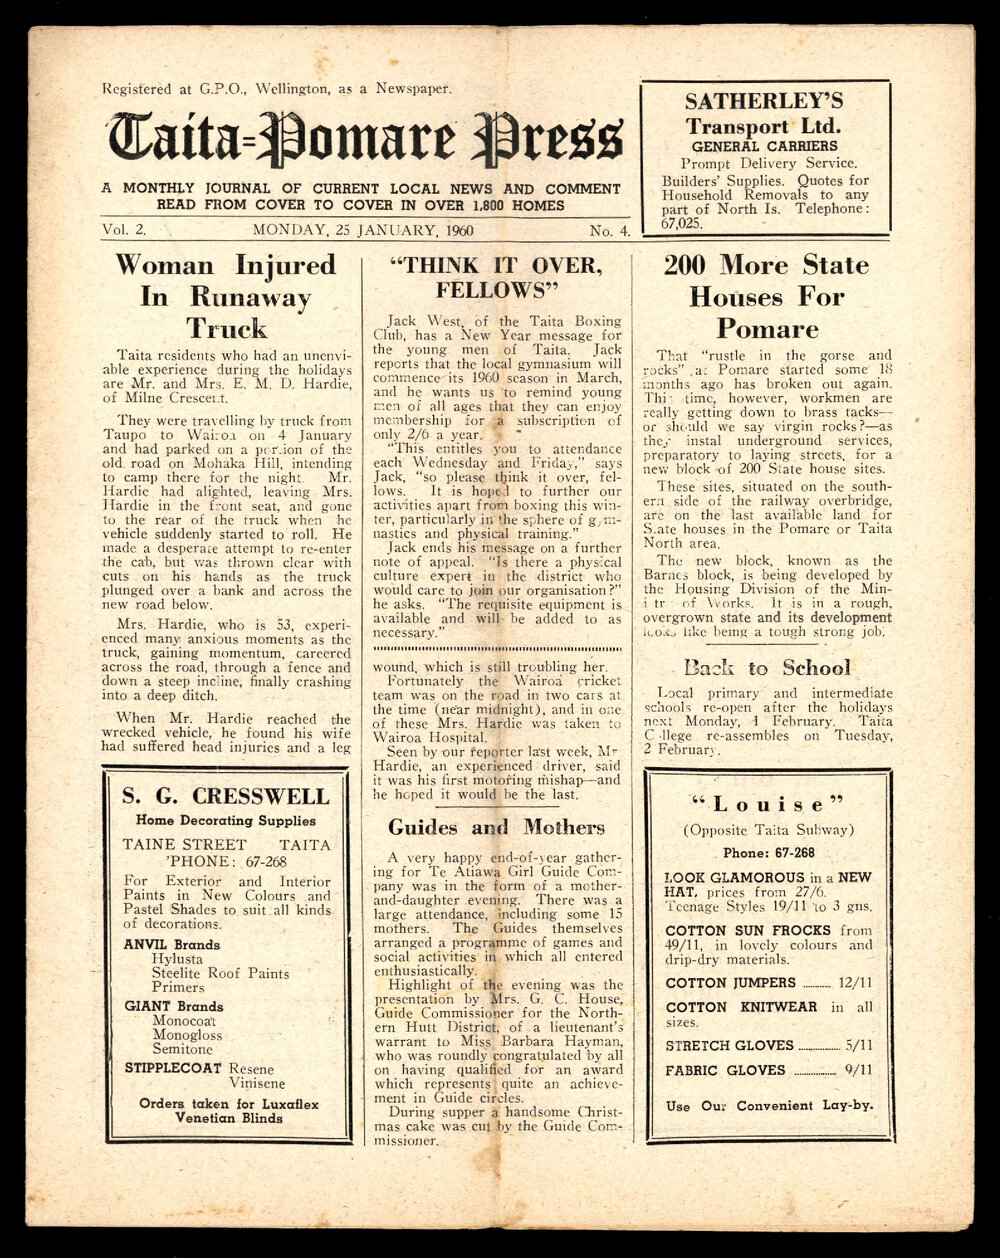 Registered at G.P.O., Wellington, as a Newspaper.
Taita=Pomare Press
A MONTHLY JOURNAL OF CURRENT LOCAL NEWS AND COMMENT
READ FROM COVER TO COVER IN OVER 1,800 HOMES
Vol. 2. MONDAY, 25 JANUARY, 1960 No. 4.
SATHERLEY'S
Transport Ltd.
GENERAL CARRIERS
Prompt Delivery Service.
Builders' Supplies. Quotes for
Household Removals to any
part of North Is. Telephone:
67,025.
Woman Injured
In Runaway
Truck
Taita residents who had an unenvi-
able experience during the holidays
are Mr. and Mrs. E. M. D. Hardie,
of Milne Crescent.
They were travelling by truck from
Taupo to Wairoa on 4 January
and had parked on a portion of the
old road on Mohaka Hill, intending
to camp there for the night. Mr.
Hardie had alighted, leaving Mrs.
Hardie in the front seat, and gone
to the rear of the truck when the
vehicle suddenly started to roll. He
made a desperate attempt to re-enter
the cab, but was thrown clear with
cuts on his hands as the truck
plunged over a bank and across the
new road below.
Mrs. Hardie, who is 53, experi-
enced many anxious moments as the
truck, gaining momentum, careered
across the road, through a fence and
down a steep incline, finally crashing
into a deep ditch.
When Mr. Hardie reached the
wrecked vehicle, he found his wife
had suffered head injuries and a leg
S. G. CRESSWELL
Home Decorating Supplies
TAINE STREET TAITA
'PHONE: 67-268
For Exterior and Interior
Paints in New Colours and
Pastel Shades to suit all kinds
of decorations.
ANVIL Brands
Hylusta
Steelite Roof Paints
Primers
GIANT Brands
Monocoat
Monogloss
Semitone
STIPPLECOAT Resene
Vinisene
Orders taken for Luxaflex
Venetian Blinds
"THINK IT OVER,
FELLOWS"
Jack West, of the Taita Boxing
Club, has a New Year message for
the young men of Taita. Jack
reports that the local gymnasium will
commence its 1960 season in March,
and he wants us to remind young
men of all ages that they can enjoy
membership for a subscription of
only 2/6 a year.
"This entitles you to attendance
each Wednesday and Friday," says
Jack, "so please think it over, fel-
lows. It is hoped to further our
activities apart from boxing this win-
ter, particularly in the sphere of gym-
nastics and physical training."
Jack ends his message on a further
note of appeal. "Is there a physical
culture expert in the district who
would care to join our organisation?"
he asks. "The requisite equipment is
available and will be added to as
necessary."
wound, which is still troubling her.
Fortunately the Wairoa cricket
team was on the road in two cars at
the time (near midnight), and in one
of these Mrs. Hardie was taken to
Wairoa Hospital.
Seen by our reporter last week, Mr
Hardie, an experienced driver, said
it was his first motoring mishap—and
he hoped it would be the last.
Guides and Mothers
A very happy end-of-year gather-
ing for Te Atiawa Girl Guide Com-
pany was in the form of a mother-
and-daughter evening. There was a
large attendance, including some 15
mothers. The Guides themselves
arranged a programme of games and
social activities in which all entered
enthusiastically.
Highlight of the evening was the
presentation by Mrs. G. C. House,
Guide Commissioner for the North-
ern Hutt District, of a lieutenant's
warrant to Miss Barbara Hayman,
who was roundly congratulated by all
on having qualified for an award
which represents quite an achieve-
ment in Guide circles.
During supper a handsome Christ-
mas cake was cut by the Guide Com-
missioner.
200 More State
Houses For
Pomare
That "rustle in the gorse and
rocks" at Pomare started some 18
months ago has broken out again.
This time, however, workmen are
really getting down to brass tacks—
or should we say virgin rocks?—as
they instal underground services,
preparatory to laying streets, for a
new block of 200 State house sites.
These sites, situated on the south-
ern side of the railway overbridge,
are on the last available land for
State houses in the Pomare or Taita
North area.
The new block, known as the
Barnes block, is being developed by
the Housing Division of the Min-
istry of Works. It is in a rough,
overgrown state and its development
looks like being a tough strong job.
Back to School
Local primary and intermediate
schools re-open after the holidays
next Monday, 1 February. Taita
College re-assembles on Tuesday,
2 February.
"Louise"
(Opposite Taita Subway)
Phone: 67-268
LOOK GLAMOROUS in a NEW
HAT, prices from 27/6.
Teenage Styles 19/11 to 3 gns.
COTTON SUN FROCKS from
49/11, in lovely colours and
drip-dry materials.
COTTON JUMPERS ......... 12/11
COTTON KNITWEAR in all
sizes.
STRETCH GLOVES ............ 5/11
FABRIC GLOVES ............ 9/11
Use Our Convenient Lay-by.